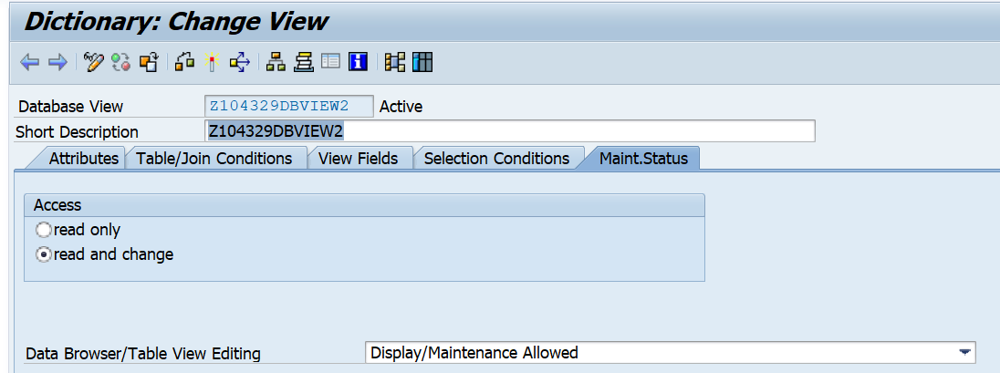 Dictionary: Change View
Database View Z104329DBVIEW2 Active
Short Description Z104329DBVIEW2
Attributes Table/Join Conditions View Fields Selection Conditions Maint.Status
Access
read only
read and change
Data Browser/Table View Editing Display/Maintenance Allowed